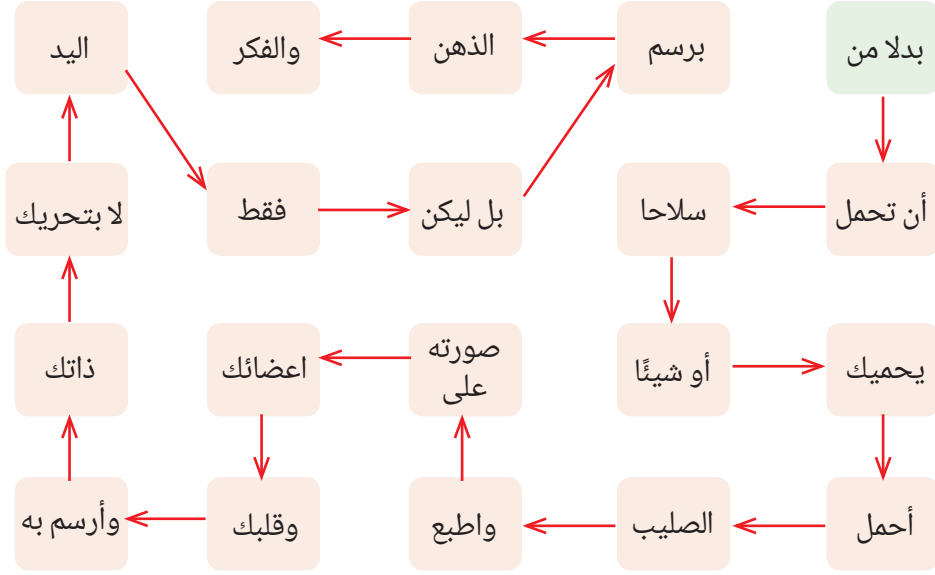 بدلا من
أن تحمل
سلاحا
أو شيئًا
يحميك
أحمل
الصليب
واطبع
صورته
على
اعضائك
وقلبك
وأرسم به
ذاتك
لا بتحريك
اليد
فقط
بل ليكن
برسم
الذهن
والفكر